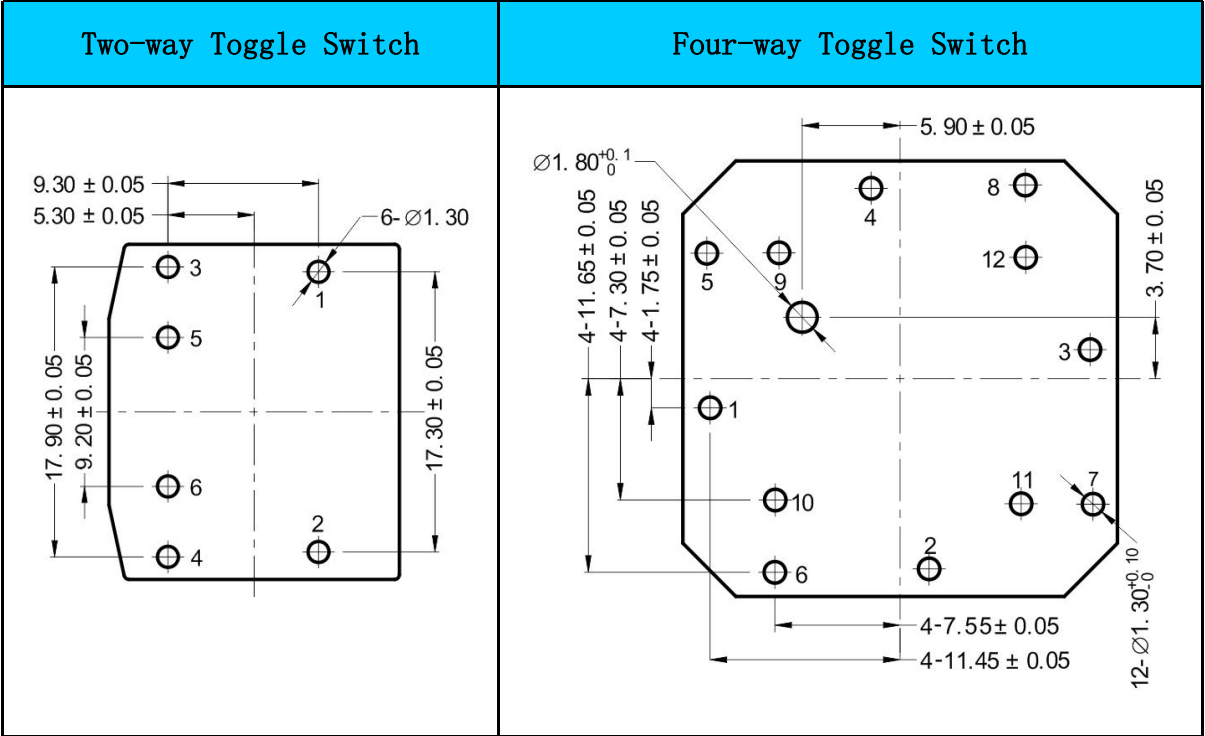 Two-way Toggle Switch
Four-way Toggle Switch
9.30 ± 0.05
5.30 ± 0.05
6-∅1.30
3
1
5
17.90 ± 0.05
9.20 ± 0.05
17.30 ± 0.05
6
2
4
5.90 ± 0.05
∅1.80 +0.1 0
4-11.65 ± 0.05
4-7.30 ± 0.05
4-1.75 ± 0.05
4
8
3.70 ± 0.05
5
9
12
3
1
10
11
7
2
6
12-∅1.30 +0.10 -0
4-7.55± 0.05
4-11.45 ± 0.05